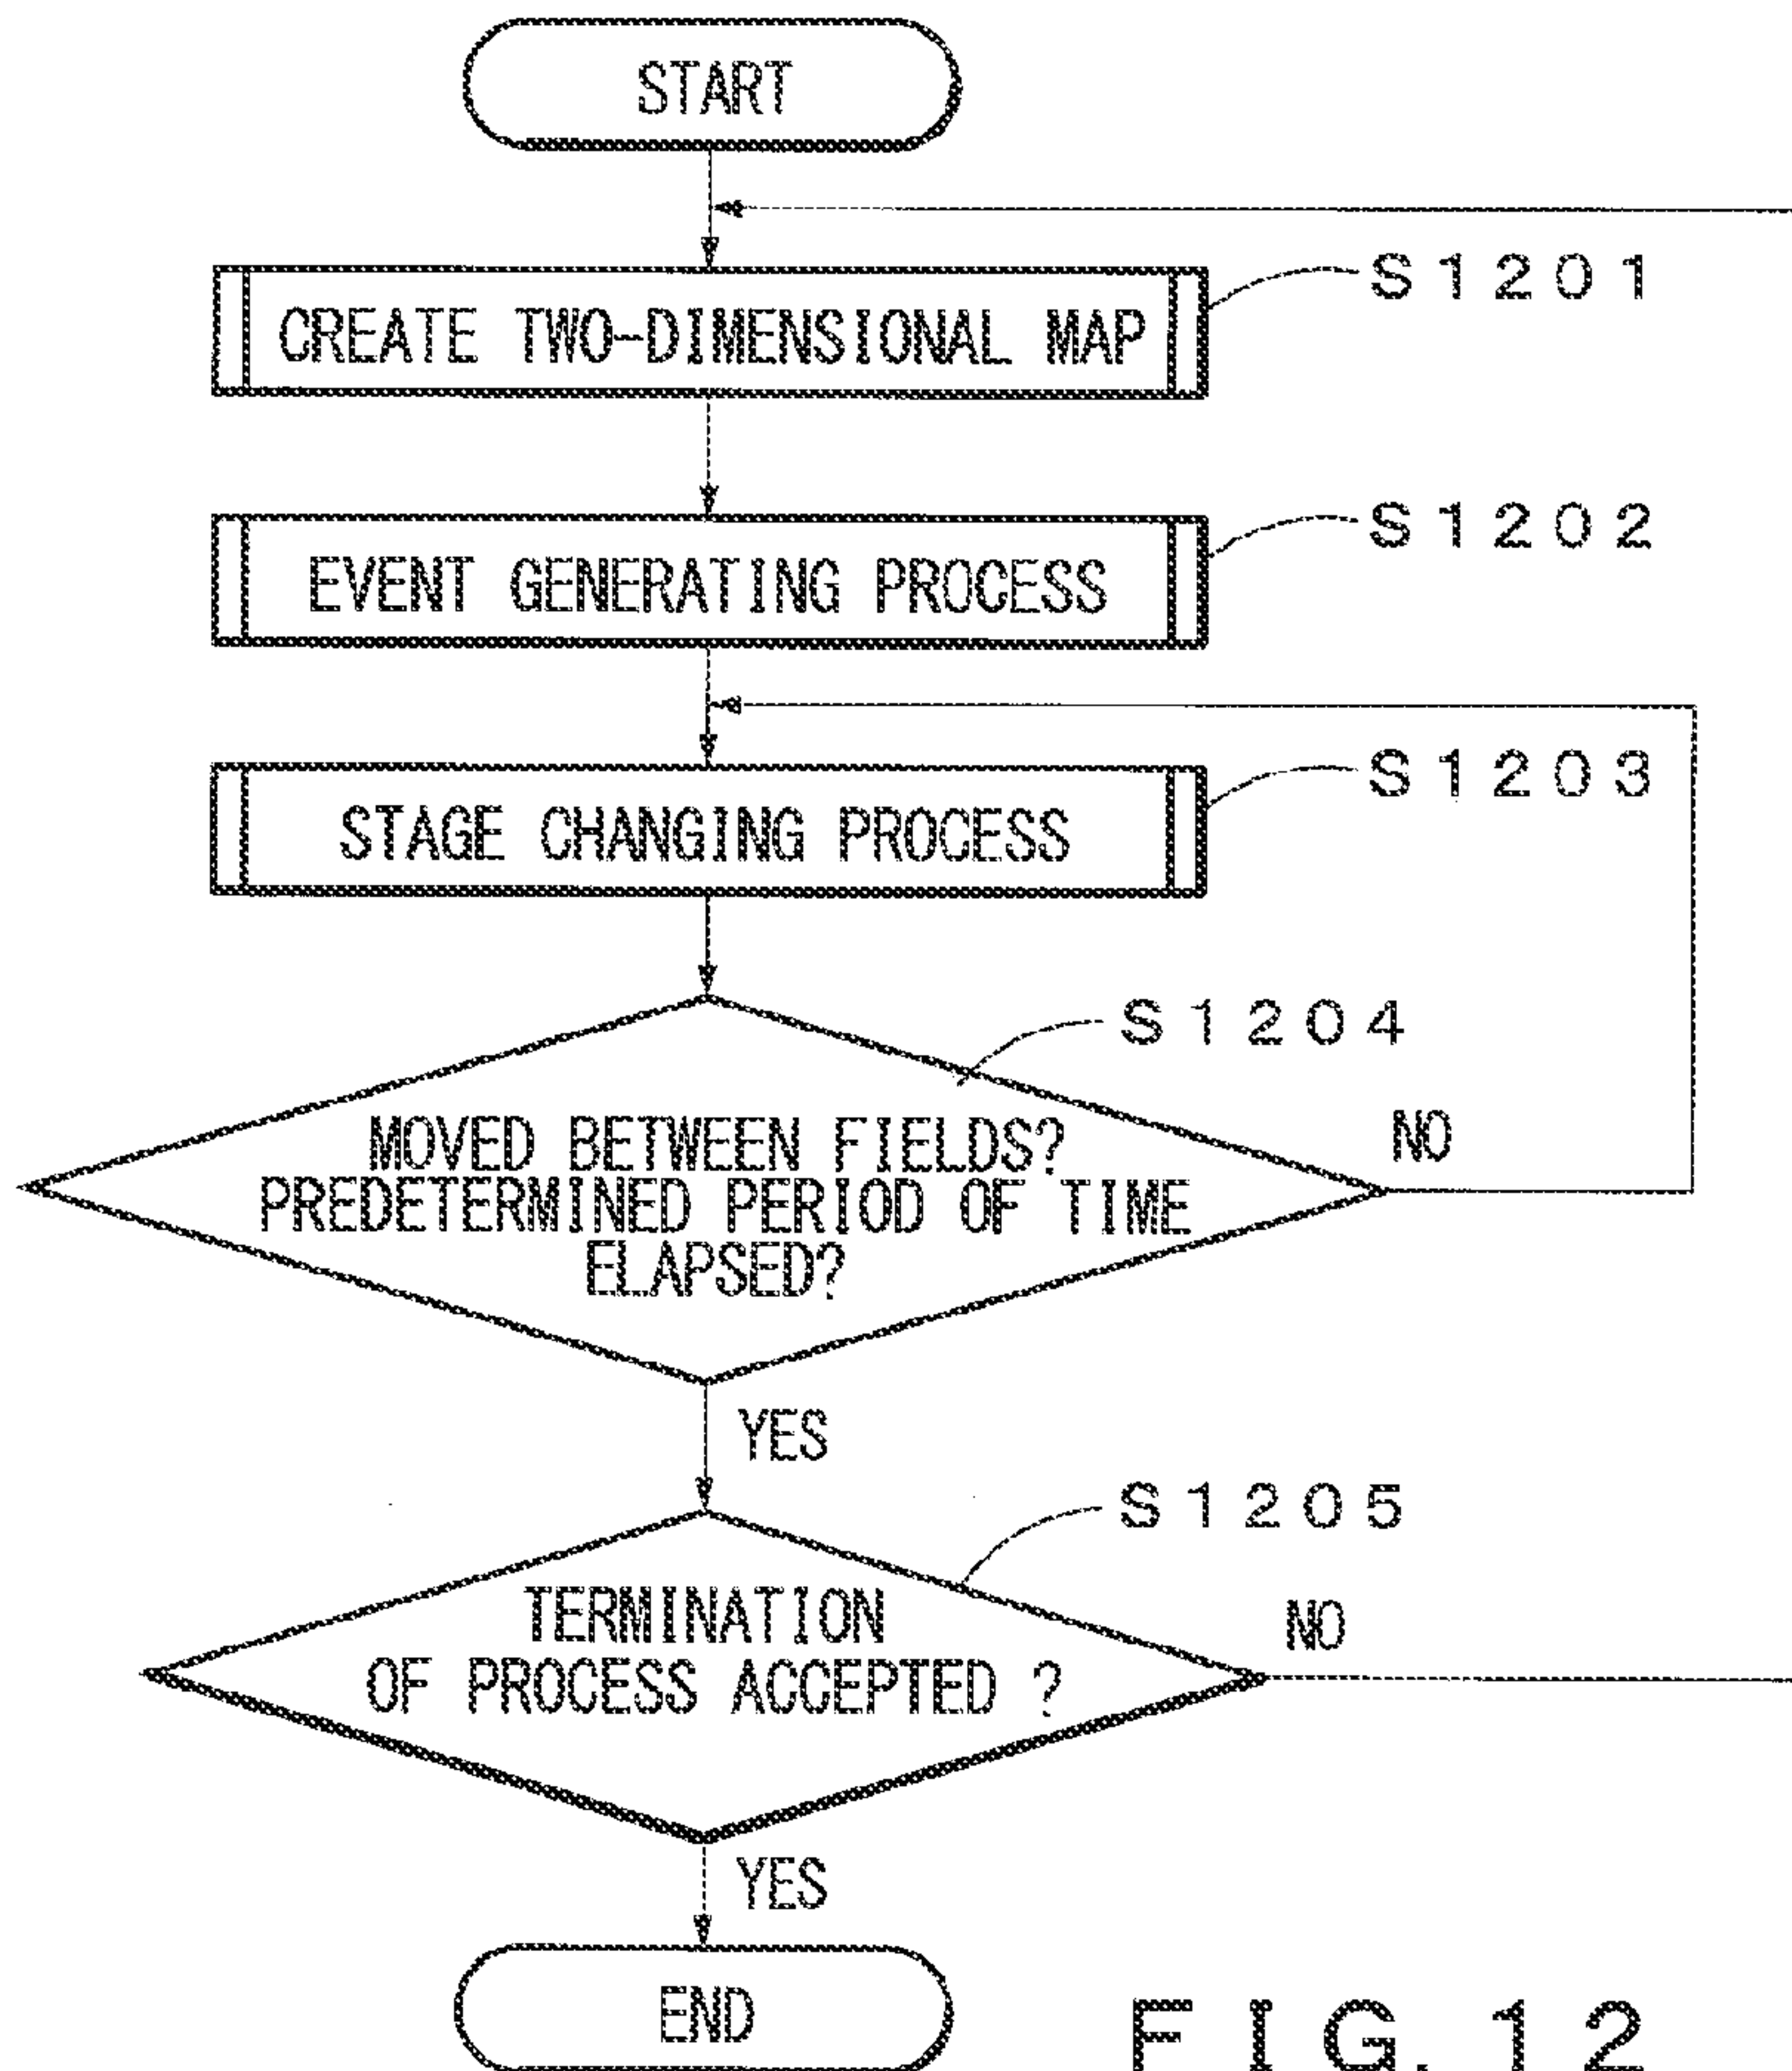 START
CREATE TWO-DIMENSIONAL MAP
S1201
EVENT GENERATING PROCESS
S1202
STAGE CHANGING PROCESS
S1203
S1204
MOVED BETWEEN FIELDS?
PREDETERMINED PERIOD OF TIME
ELAPSED?
NO
YES
S1205
TERMINATION
OF PROCESS ACCEPTED ?
NO
YES
END
FIG. 12